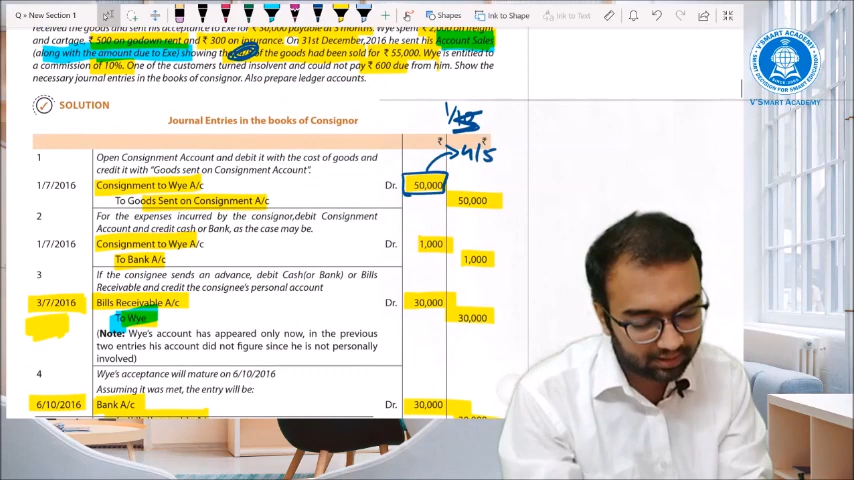 Q » New Section 1
Shapes
Ink to Shape
Ink to Text
received the goods and sent his acceptance to Exe for ₹ 30,000 payable at 3 months. Wye spent ₹ 2,000 on freight
and cartage. ₹ 500 on godown rent and ₹ 300 on insurance. On 31st December,2016 he sent his Account Sales
(along with the amount due to Exe) showing the of the goods had been sold for ₹ 55,000. Wye is entitled to
a commission of 10%. One of the customers turned insolvent and could not pay ₹ 600 due from him. Show the
necessary journal entries in the books of consignor. Also prepare ledger accounts.
SOLUTION
Journal Entries in the books of Consignor
₹ ₹
4/5
1 Open Consignment Account and debit it with the cost of goods and
credit it with "Goods sent on Consignment Account".
1/7/2016 Consignment to Wye A/c Dr. 50,000
To Goods Sent on Consignment A/c 50,000
2 For the expenses incurred by the consignor,debit Consignment
Account and credit cash or Bank, as the case may be.
1/7/2016 Consignment to Wye A/c Dr. 1,000
To Bank A/c 1,000
3 If the consignee sends an advance, debit Cash(or Bank) or Bills
Receivable and credit the consignee's personal account
3/7/2016 Bills Receivable A/c Dr. 30,000
To Wye 30,000
(Note: Wye's account has appeared only now, in the previous
two entries his account did not figure since he is not personally
involved)
4 Wye's acceptance will mature on 6/10/2016
Assuming it was met, the entry will be:
6/10/2016 Bank A/c Dr. 30,000
V'SMART ACADEMY